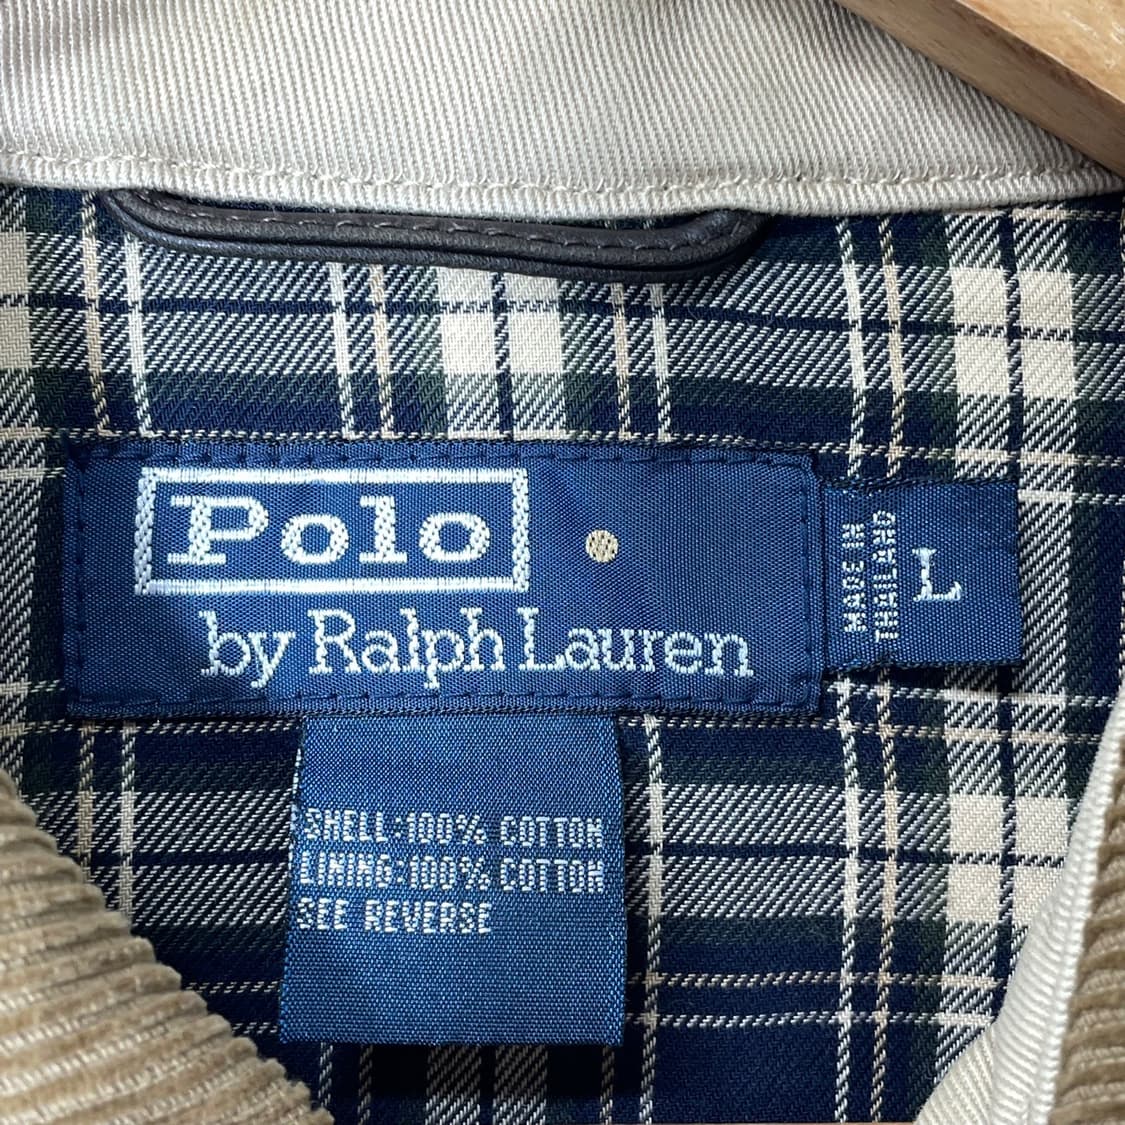 Polo
by Ralph Lauren
MADE IN
THAILAND
L
SHELL:100% COTTON
LINING:100% COTTON
SEE REVERSE